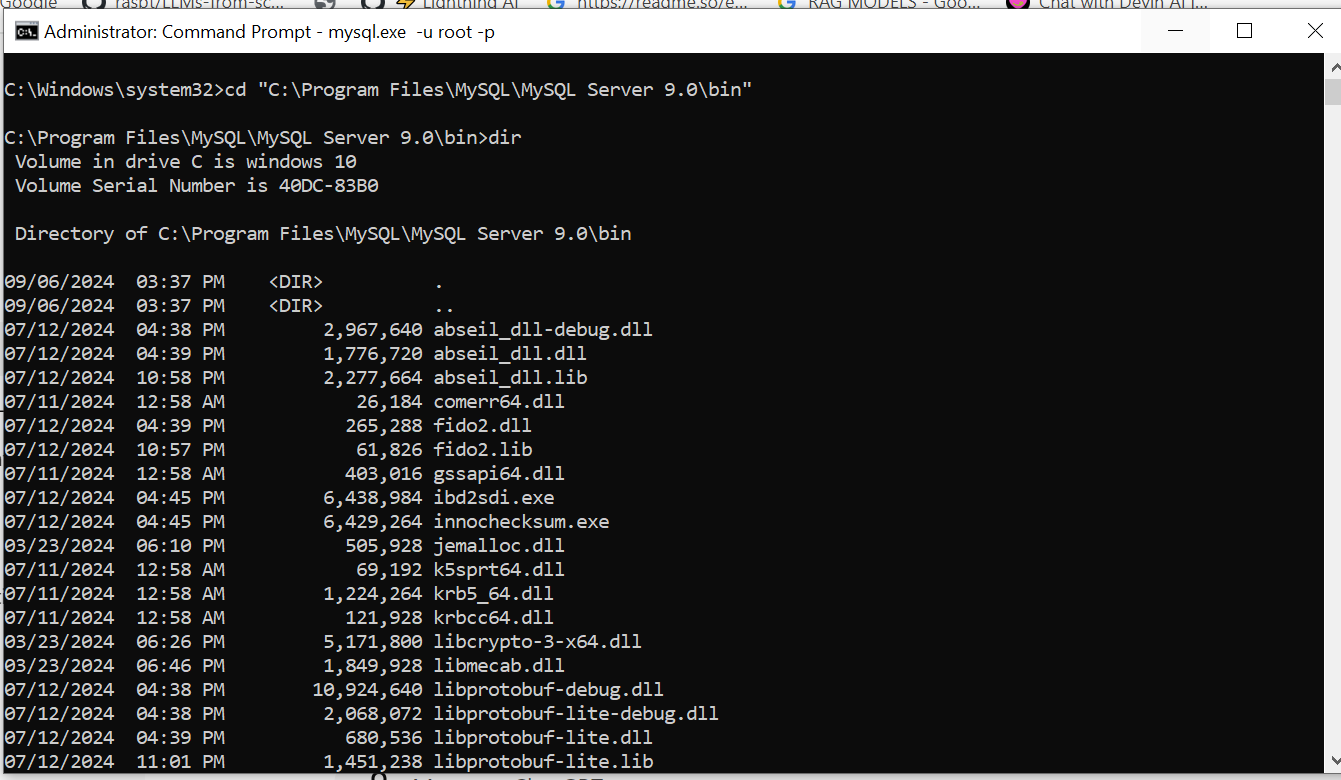 Google raspt/LLMs-from-sc... Lightning AI https://readme.so/e... RAG MODELS - Goo... Chat with Devin AI |...
Administrator: Command Prompt - mysql.exe  -u root -p
C:\Windows\system32>cd "C:\Program Files\MySQL\MySQL Server 9.0\bin"
C:\Program Files\MySQL\MySQL Server 9.0\bin>dir
 Volume in drive C is windows 10
 Volume Serial Number is 40DC-83B0
 Directory of C:\Program Files\MySQL\MySQL Server 9.0\bin
09/06/2024  03:37 PM    <DIR>          .
09/06/2024  03:37 PM    <DIR>          ..
07/12/2024  04:38 PM         2,967,640 abseil_dll-debug.dll
07/12/2024  04:39 PM         1,776,720 abseil_dll.dll
07/12/2024  10:58 PM         2,277,664 abseil_dll.lib
07/11/2024  12:58 AM            26,184 comerr64.dll
07/12/2024  04:39 PM           265,288 fido2.dll
07/12/2024  10:57 PM            61,826 fido2.lib
07/11/2024  12:58 AM           403,016 gssapi64.dll
07/12/2024  04:45 PM         6,438,984 ibd2sdi.exe
07/12/2024  04:45 PM         6,429,264 innochecksum.exe
03/23/2024  06:10 PM           505,928 jemalloc.dll
07/11/2024  12:58 AM            69,192 k5sprt64.dll
07/11/2024  12:58 AM         1,224,264 krb5_64.dll
07/11/2024  12:58 AM           121,928 krbcc64.dll
03/23/2024  06:26 PM         5,171,800 libcrypto-3-x64.dll
03/23/2024  06:46 PM         1,849,928 libmecab.dll
07/12/2024  04:38 PM        10,924,640 libprotobuf-debug.dll
07/12/2024  04:38 PM         2,068,072 libprotobuf-lite-debug.dll
07/12/2024  04:39 PM           680,536 libprotobuf-lite.dll
07/12/2024  11:01 PM         1,451,238 libprotobuf-lite.lib